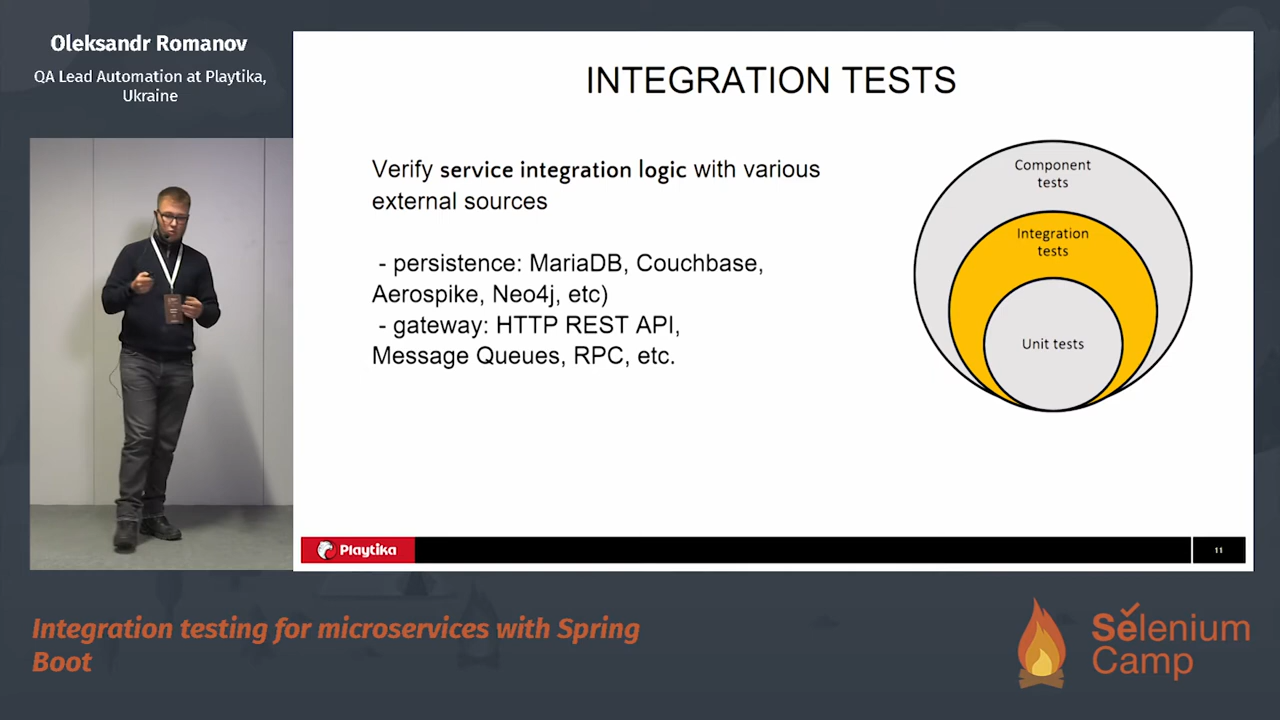 Oleksandr Romanov
QA Lead Automation at Playtika,
Ukraine
INTEGRATION TESTS
Verify service integration logic with various
external sources
- persistence: MariaDB, Couchbase,
Aerospike, Neo4j, etc)
- gateway: HTTP REST API,
Message Queues, RPC, etc.
Component
tests
Integration
tests
Unit tests
Playtika
11
Integration testing for microservices with Spring
Boot
Selenium
Camp